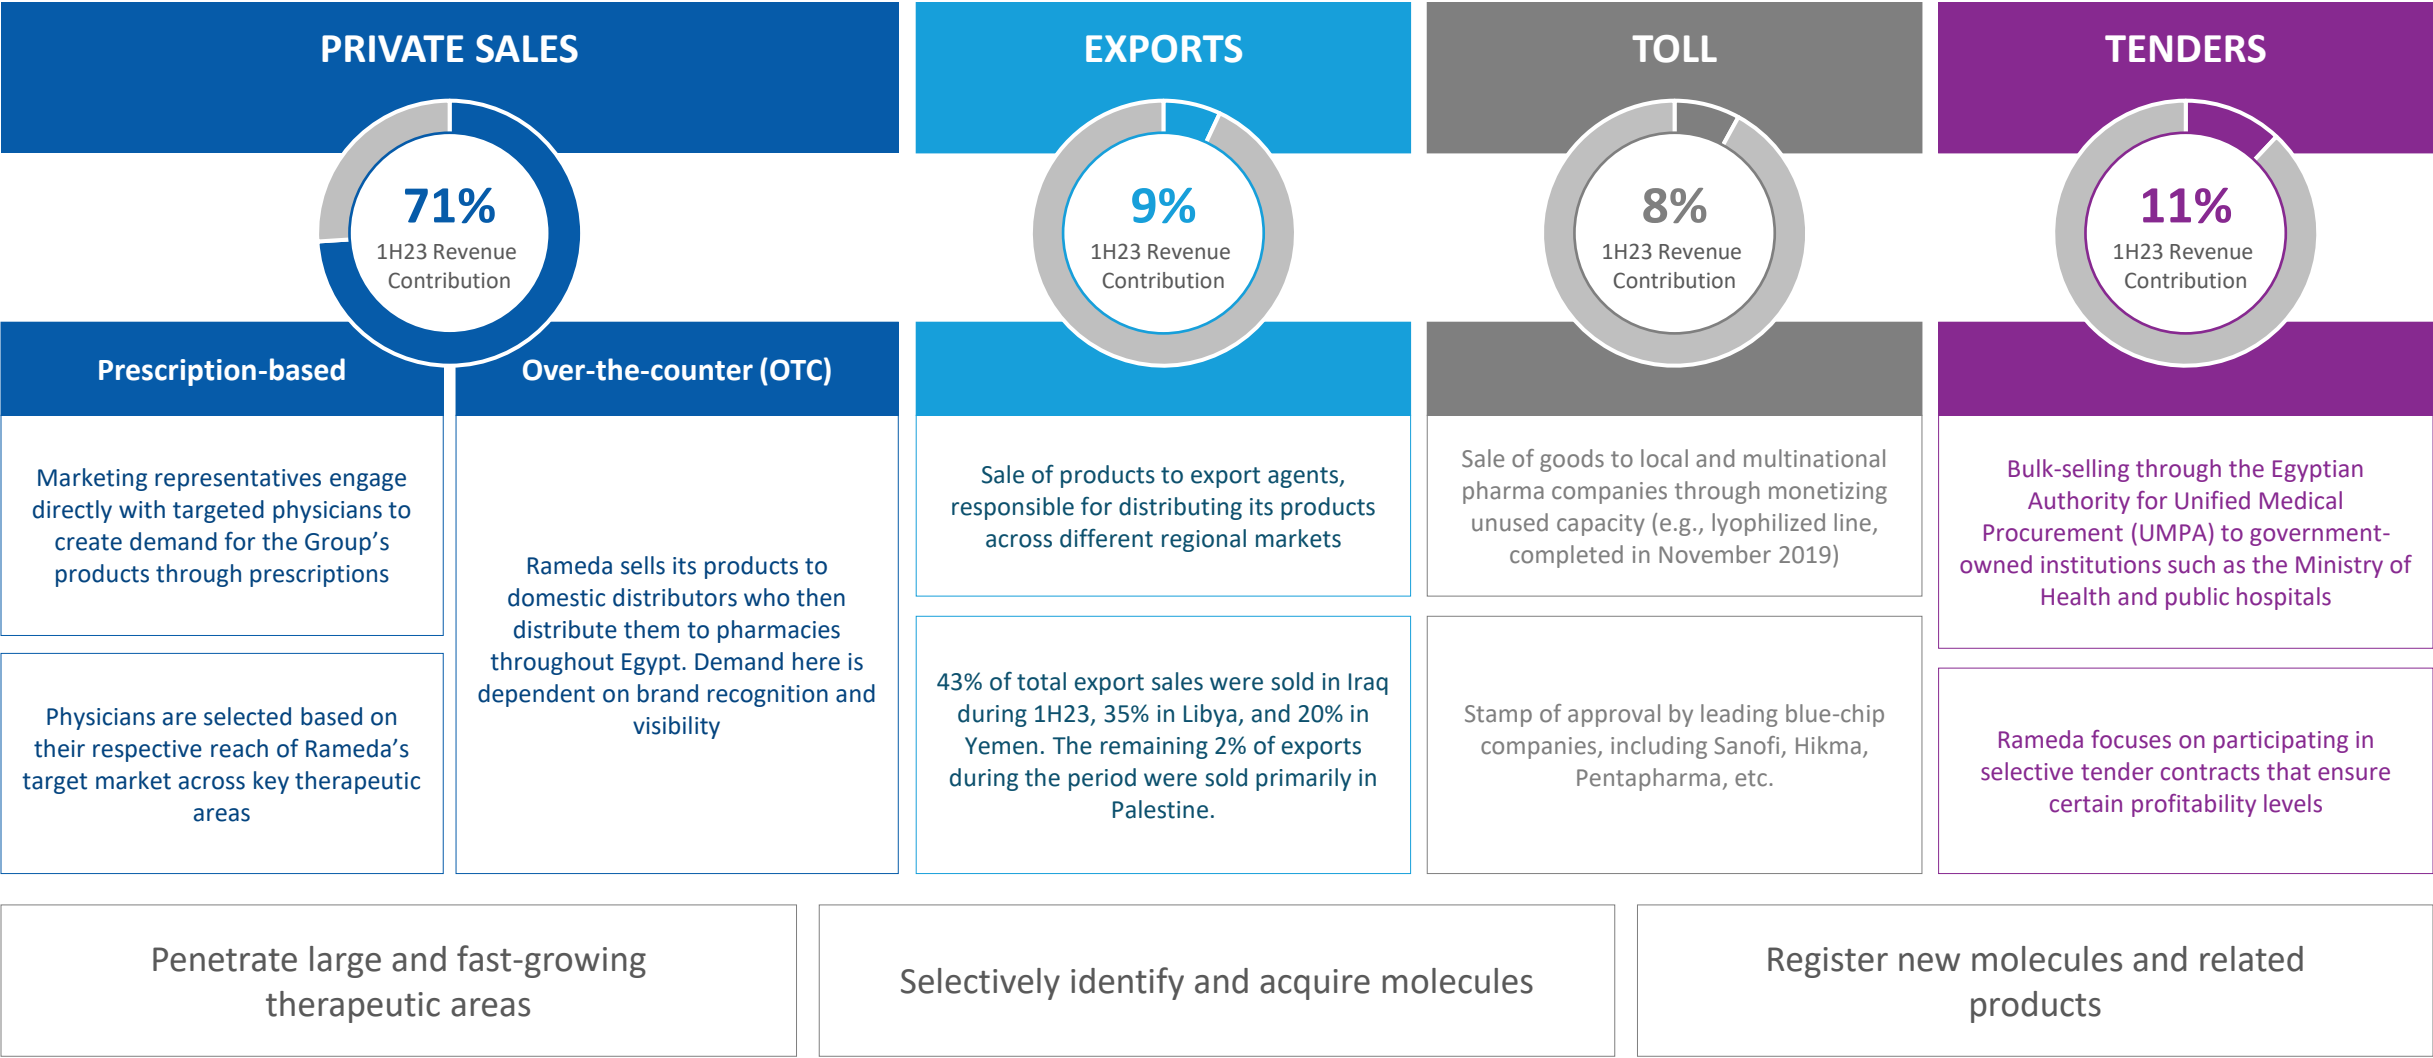 PRIVATE SALES
71%
1H23 Revenue
Contribution
Prescription-based
Marketing representatives engage
directly with targeted physicians to
create demand for the Group’s
products through prescriptions
Physicians are selected based on
their respective reach of Rameda’s
target market across key therapeutic
areas
Over-the-counter (OTC)
Rameda sells its products to
domestic distributors who then
distribute them to pharmacies
throughout Egypt. Demand here is
dependent on brand recognition and
visibility
EXPORTS
9%
1H23 Revenue
Contribution
Sale of products to export agents,
responsible for distributing its products
across different regional markets
43% of total export sales were sold in Iraq
during 1H23, 35% in Libya, and 20% in
Yemen. The remaining 2% of exports
during the period were sold primarily in
Palestine.
TOLL
8%
1H23 Revenue
Contribution
Sale of goods to local and multinational
pharma companies through monetizing
unused capacity (e.g., lyophilized line,
completed in November 2019)
Stamp of approval by leading blue-chip
companies, including Sanofi, Hikma,
Pentapharma, etc.
TENDERS
11%
1H23 Revenue
Contribution
Bulk-selling through the Egyptian
Authority for Unified Medical
Procurement (UMPA) to government-
owned institutions such as the Ministry of
Health and public hospitals
Rameda focuses on participating in
selective tender contracts that ensure
certain profitability levels
Penetrate large and fast-growing
therapeutic areas
Selectively identify and acquire molecules
Register new molecules and related
products